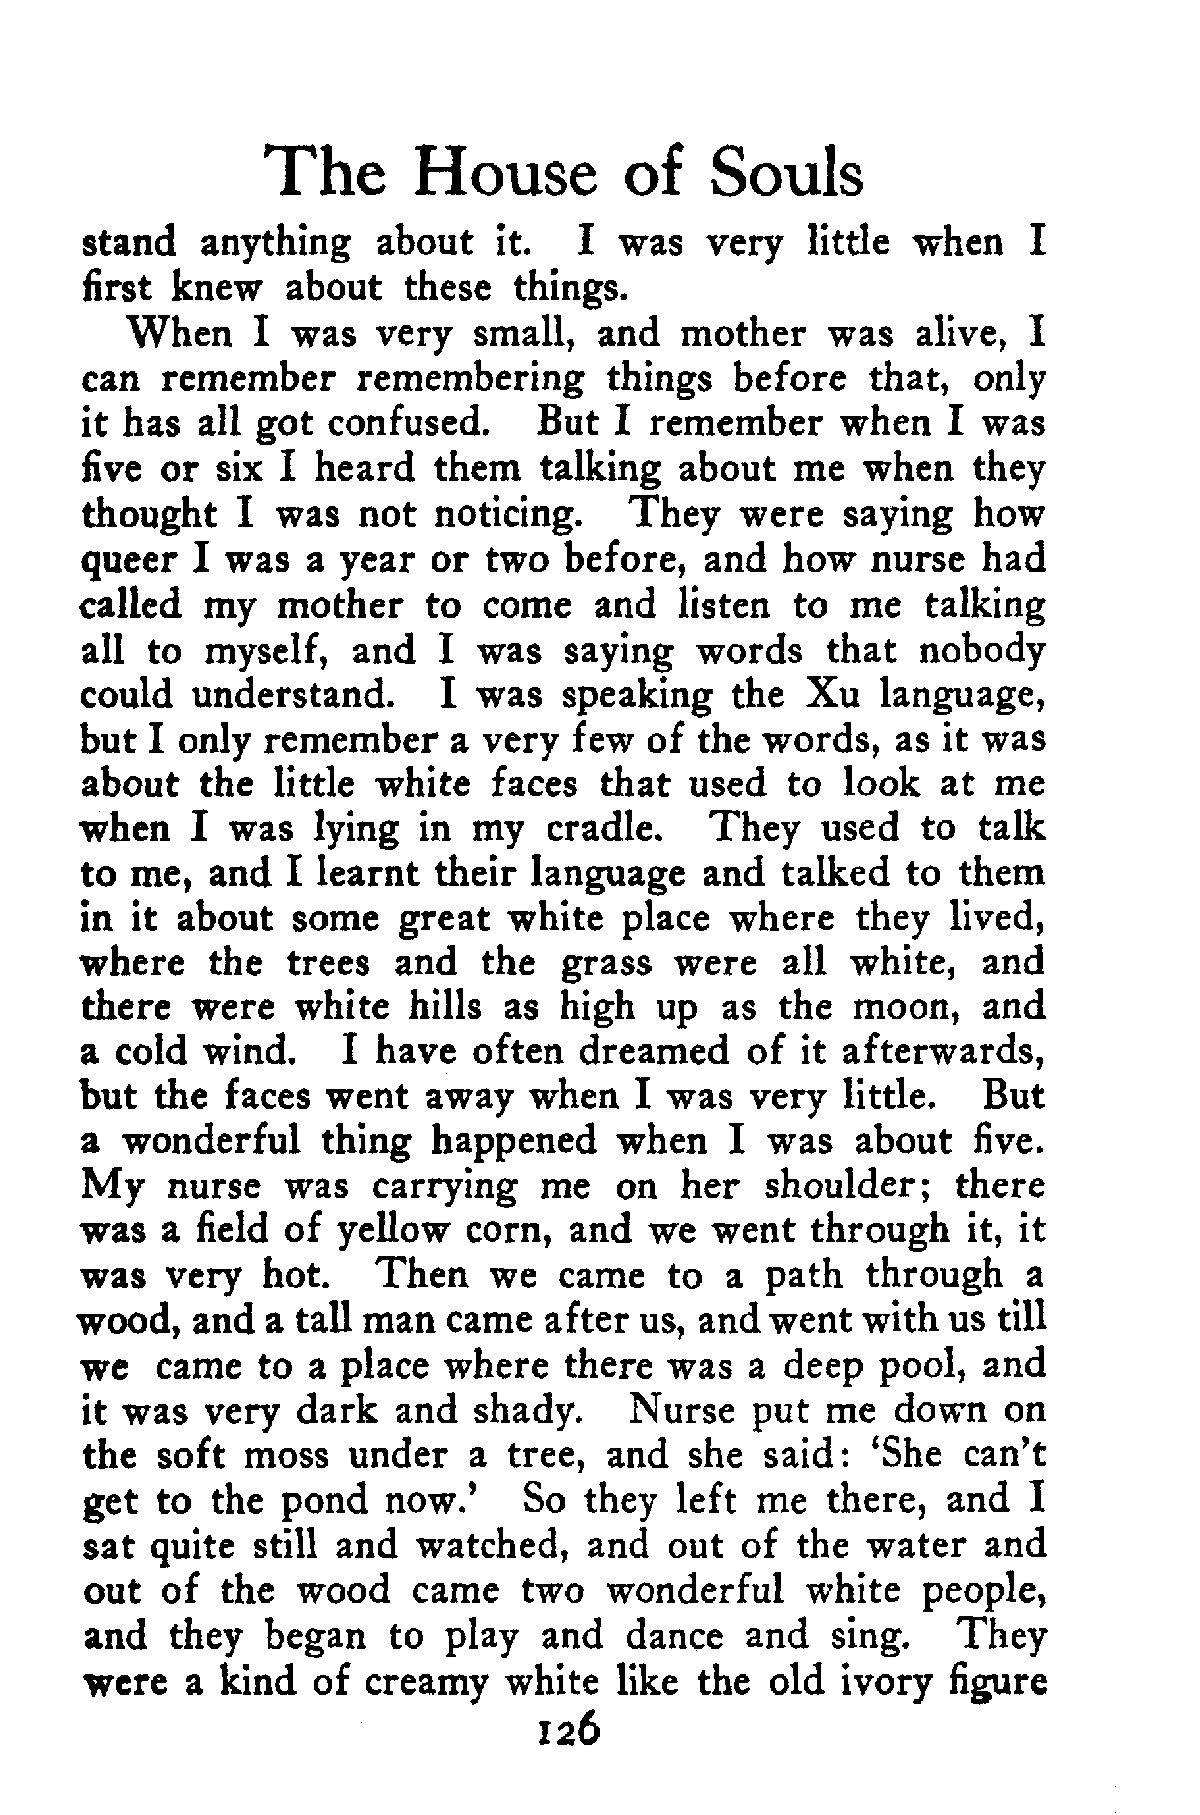 The House of Souls
stand anything about it. I was very little when I
first knew about these things.
When I was very small, and mother was alive, I
can remember remembering things before that, only
it has all got confused. But I remember when I was
five or six I heard them talking about me when they
thought I was not noticing. They were saying how
queer I was a year or two before, and how nurse had
called my mother to come and listen to me talking
all to myself, and I was saying words that nobody
could understand. I was speaking the Xu language,
but I only remember a very few of the words, as it was
about the little white faces that used to look at me
when I was lying in my cradle. They used to talk
to me, and I learnt their language and talked to them
in it about some great white place where they lived,
where the trees and the grass were all white, and
there were white hills as high up as the moon, and
a cold wind. I have often dreamed of it afterwards,
but the faces went away when I was very little. But
a wonderful thing happened when I was about five.
My nurse was carrying me on her shoulder; there
was a field of yellow corn, and we went through it, it
was very hot. Then we came to a path through a
wood, and a tall man came after us, and went with us till
we came to a place where there was a deep pool, and
it was very dark and shady. Nurse put me down on
the soft moss under a tree, and she said: ‘She can’t
get to the pond now.’ So they left me there, and I
sat quite still and watched, and out of the water and
out of the wood came two wonderful white people,
and they began to play and dance and sing. They
were a kind of creamy white like the old ivory figure
126